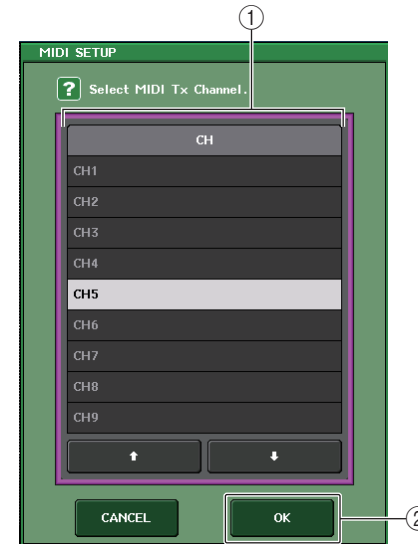 ①
MIDI SETUP
? Select MIDI Tx Channel.
CH
CH1
CH2
CH3
CH4
CH5
CH6
CH7
CH8
CH9
CANCEL OK ②